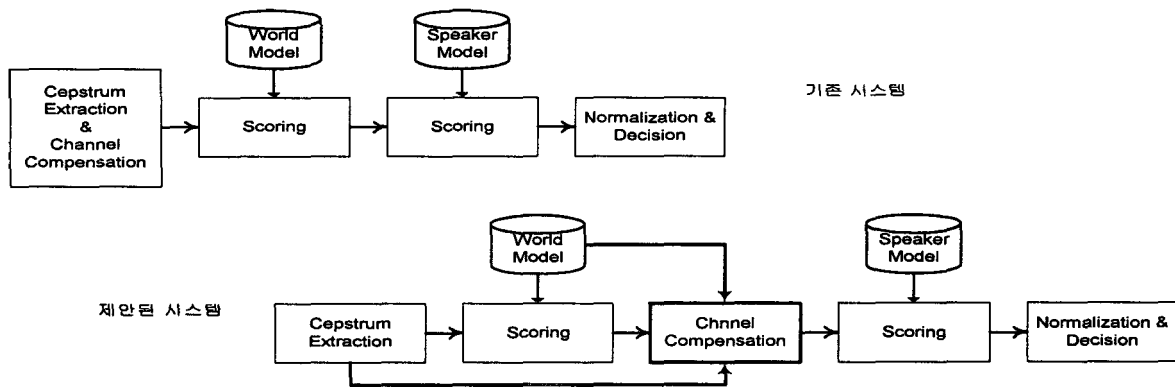 World
Model
Speaker
Model
Cepstrum
Extraction
&
Channel
Compensation
Scoring
Scoring
Normalization &
Decision
기존 시스템
World
Model
Speaker
Model
제안된 시스템
Cepstrum
Extraction
Scoring
Chnnel
Compensation
Scoring
Normalization &
Decision